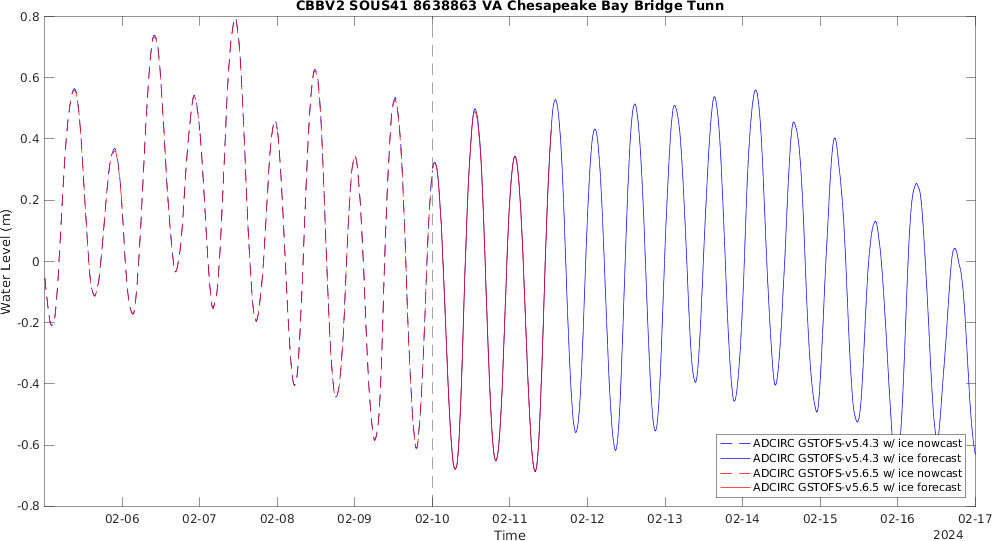 CBBV2 SOUS41 8638863 VA Chesapeake Bay Bridge Tunn
Water Level (m)
0.8
0.6
0.4
0.2
0
-0.2
-0.4
-0.6
-0.8
ADCIRC GSTOFS-v5.4.3 w/ ice nowcast
ADCIRC GSTOFS-v5.4.3 w/ ice forecast
ADCIRC GSTOFS-v5.6.5 w/ ice nowcast
ADCIRC GSTOFS-v5.6.5 w/ ice forecast
02-06 02-07 02-08 02-09 02-10 02-11 02-12 02-13 02-14 02-15 02-16 02-17
Time
2024